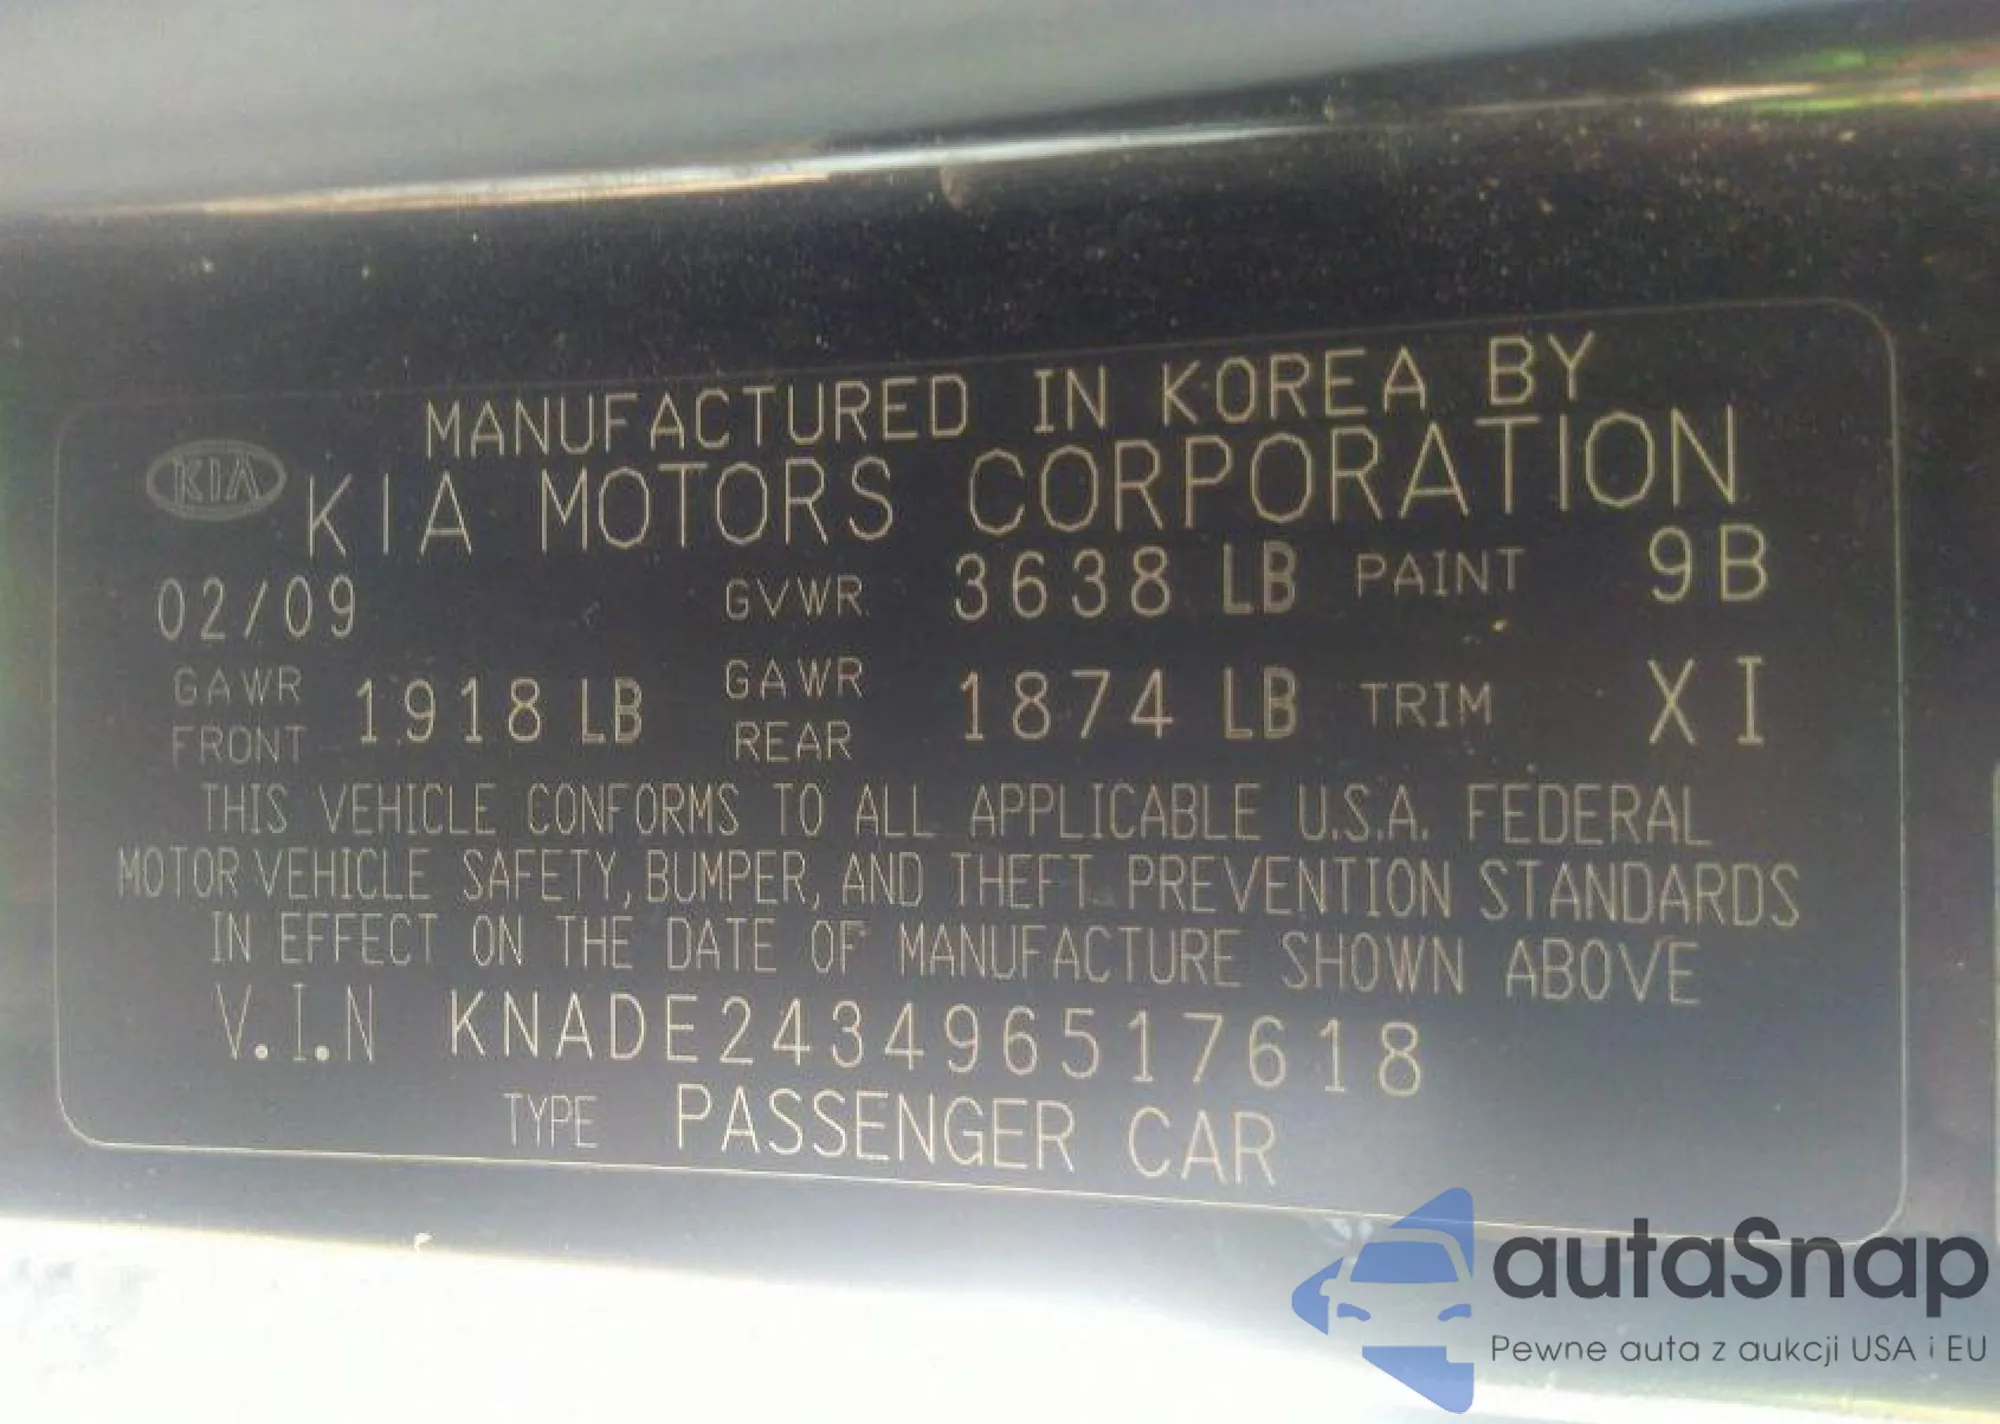 MANUFACTURED IN KOREA BY
KIA KIA MOTORS CORPORATION
02/09 GVWR 3638 LB PAINT 9B
GAWR FRONT 1918 LB GAWR REAR 1874 LB TRIM XI
THIS VEHICLE CONFORMS TO ALL APPLICABLE U.S.A. FEDERAL
MOTOR VEHICLE SAFETY, BUMPER, AND THEFT PREVENTION STANDARDS
IN EFFECT ON THE DATE OF MANUFACTURE SHOWN ABOVE
V.I.N KNADE243496517618
TYPE PASSENGER CAR
autaSnap
Pewne auta z aukcji USA i EU